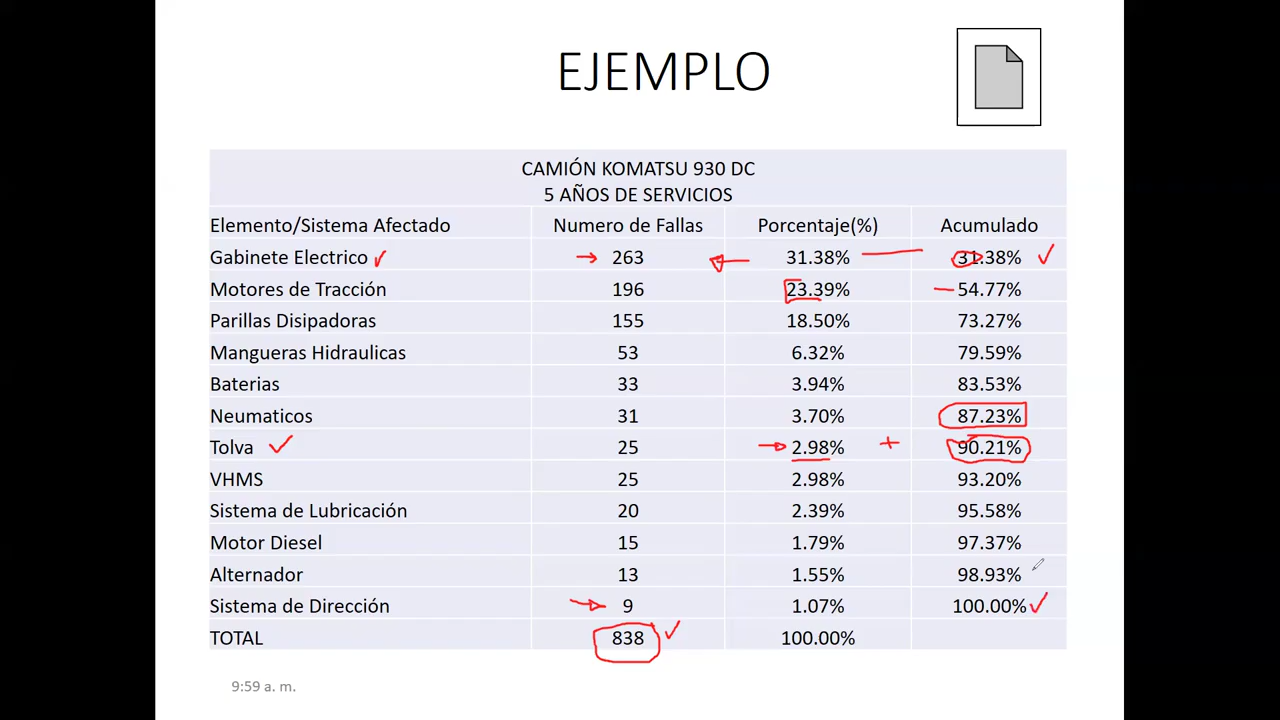 EJEMPLO
CAMIÓN KOMATSU 930 DC
5 AÑOS DE SERVICIOS
Elemento/Sistema Afectado Numero de Fallas Porcentaje(%) Acumulado
Gabinete Electrico 263 31.38% 31.38%
Motores de Tracción 196 23.39% 54.77%
Parillas Disipadoras 155 18.50% 73.27%
Mangueras Hidraulicas 53 6.32% 79.59%
Baterias 33 3.94% 83.53%
Neumaticos 31 3.70% 87.23%
Tolva 25 2.98% + 90.21%
VHMS 25 2.98% 93.20%
Sistema de Lubricación 20 2.39% 95.58%
Motor Diesel 15 1.79% 97.37%
Alternador 13 1.55% 98.93%
Sistema de Dirección 9 1.07% 100.00%
TOTAL 838 100.00%
9:59 a. m.